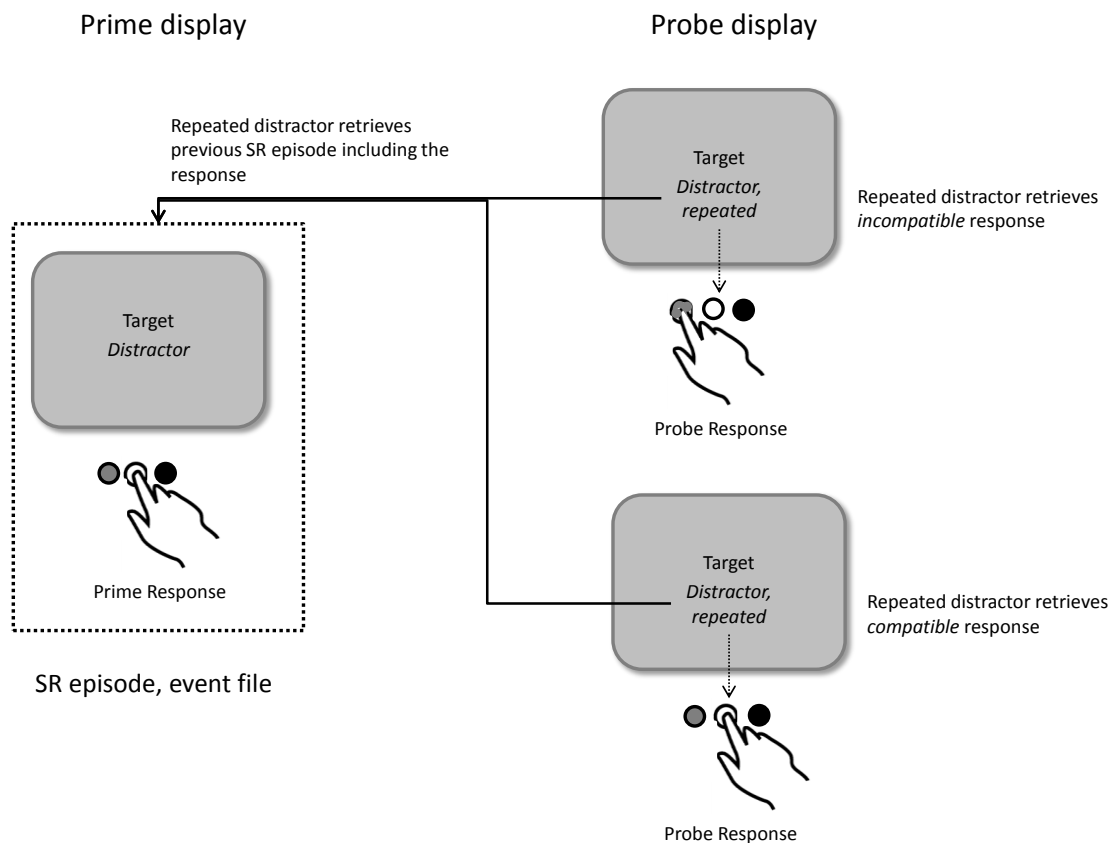 Prime display
Probe display
Repeated distractor retrieves
previous SR episode including the
response
Target
Distractor,
repeated
Repeated distractor retrieves
incompatible response
Target
Distractor
Probe Response
Prime Response
Target
Distractor,
repeated
Repeated distractor retrieves
compatible response
SR episode, event file
Probe Response